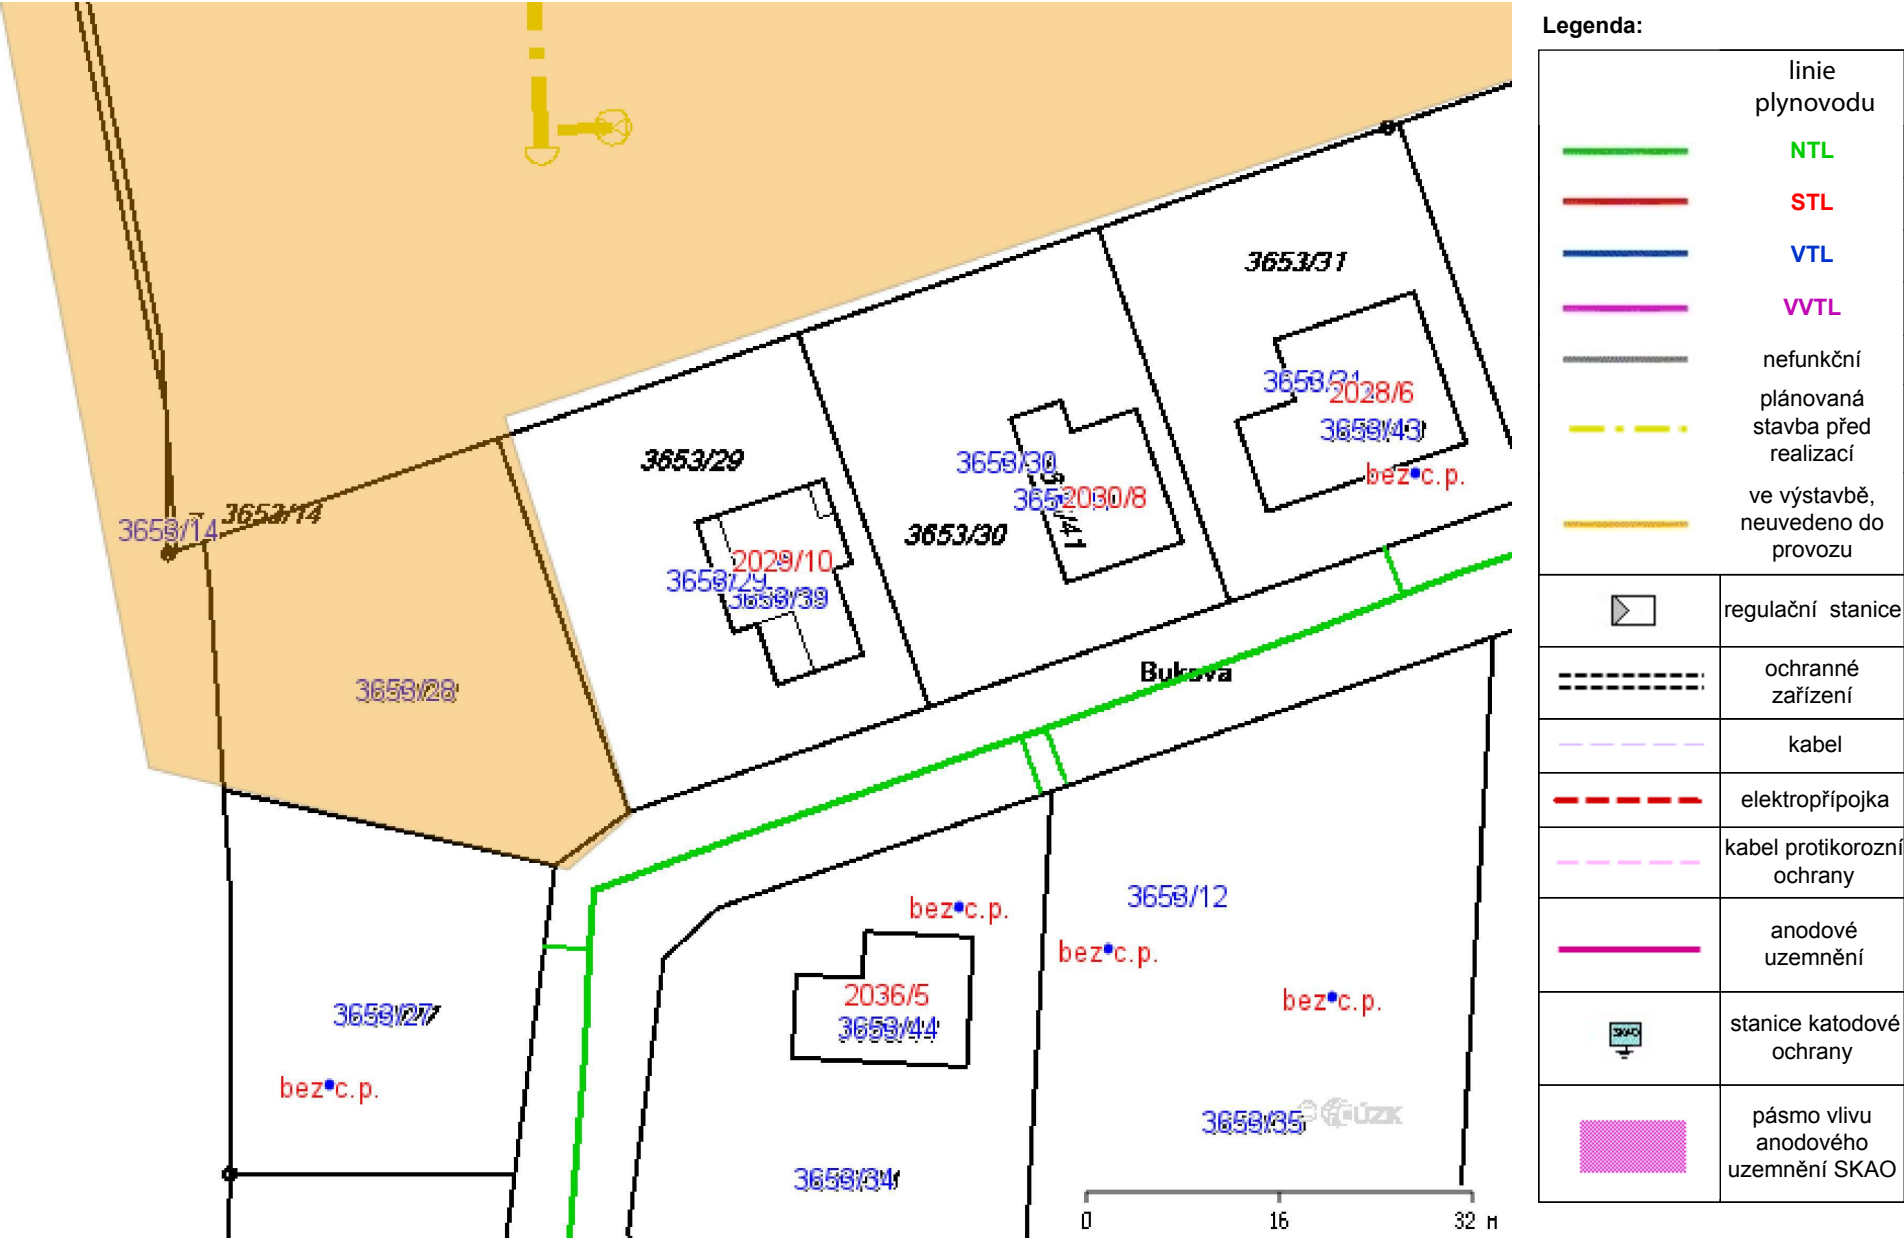 Legenda:
linie
plynovodu
NTL
STL
VTL
VVTL
nefunkční
plánovaná
stavba před
realizací
ve výstavbě,
neuvedeno do
provozu
regulační stanice
ochranné
zařízení
kabel
elektropřípojka
kabel protikorozní
ochrany
anodové
uzemnění
SKAO
stanice katodové
ochrany
pásmo vlivu
anodového
uzemnění SKAO
3653/31
2028/6
3653/43
bez c.p.
3653/29
3653/30
2030/8
3653/30
3653/14
3653/14
2029/10
3653/29
3653/39
3653/28
Bukova
3653/12
bez c.p.
bez c.p.
bez c.p.
2036/5
3653/44
3653/27
bez c.p.
3653/35
ČÚZK
3653/34
0 16 32 M